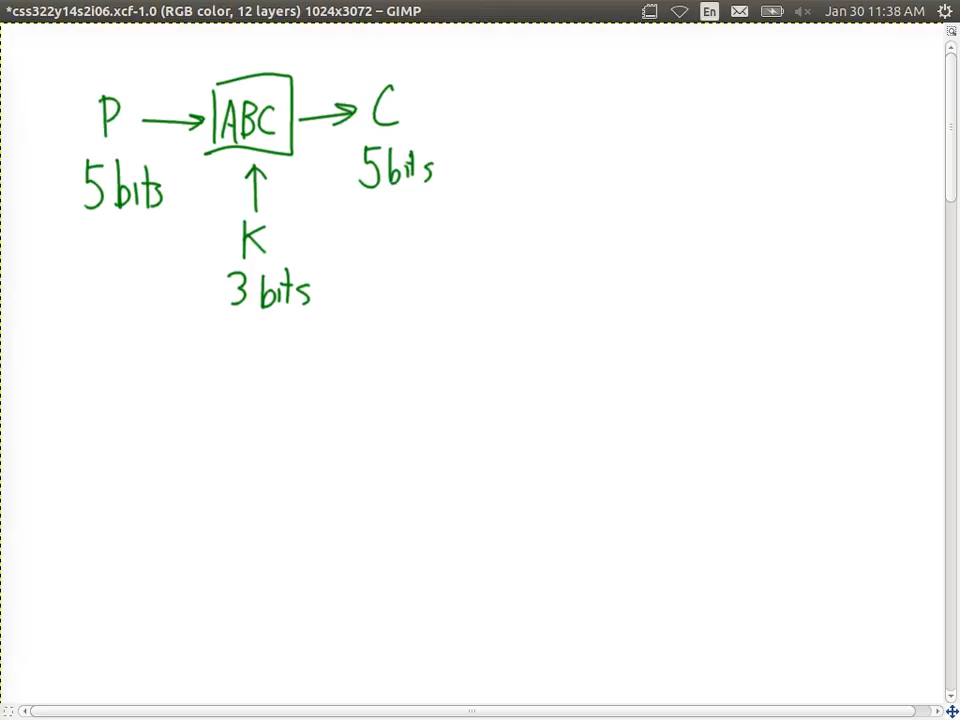 *css322y14s2i06.xcf-1.0 (RGB color, 12 layers) 1024x3072 – GIMP En Jan 30 11:38 AM
P → ABC → C
5 bits 5 bits
↑
K
3 bits